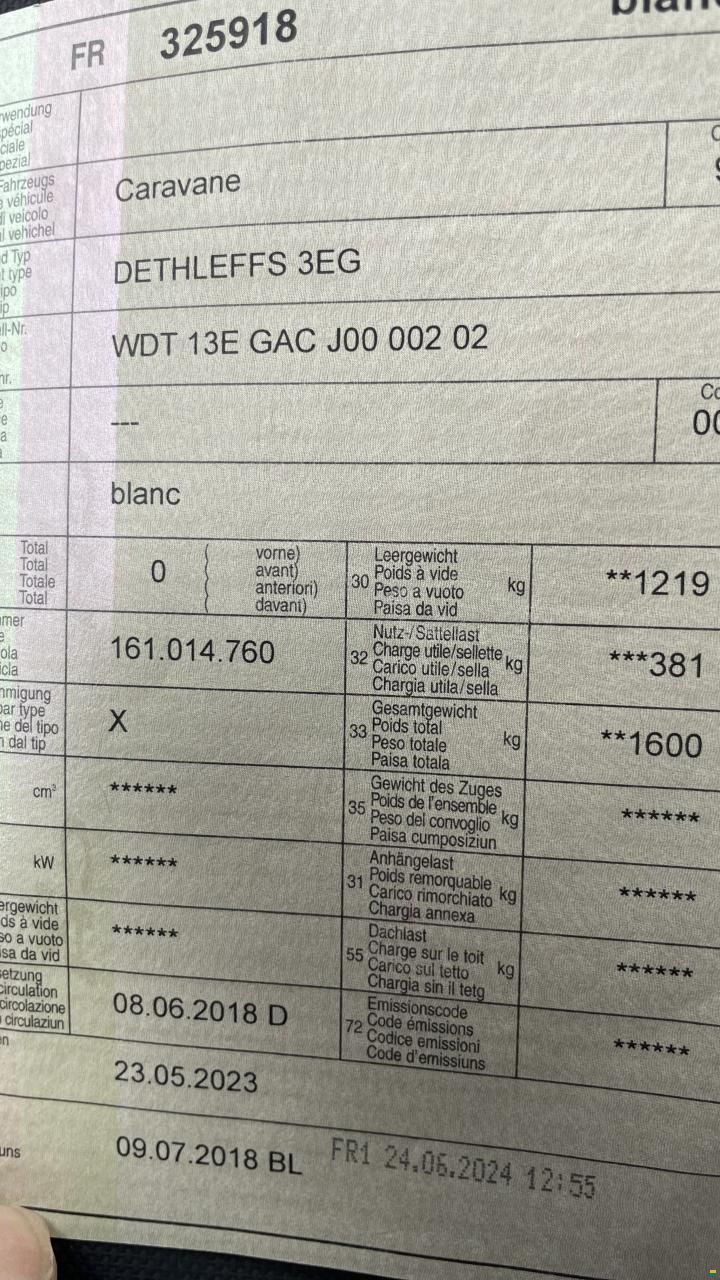 FR 325918 blanc
wendung
spécial
ciale
pezial
Fahrzeugs
véhicule
veicolo
vehichel
Caravane
d Typ
t type
ipo
ip
DETHLEFFS 3EG
ll-Nr.
o
nr.
WDT 13E GAC J00 002 02
---
Co
00
blanc
Total
Total
Totale
Total
0
vorne)
avant)
anteriori)
davant)
30
Leergewicht
Poids à vide
Peso a vuoto
Paisa da vid
kg
**1219
mer
e
ola
icla
161.014.760
32
Nutz-/Sattellast
Charge utile/sellette
Carico utile/sella
Chargia utila/sella
kg
***381
hmigung
par type
ne del tipo
n dal tip
X
33
Gesamtgewicht
Poids total
Peso totale
Paisa totala
kg
**1600
cm³
******
35
Gewicht des Zuges
Poids de l'ensemble
Peso del convoglio
Paisa cumposiziun
kg
******
kW
******
31
Anhängelast
Poids remorquable
Carico rimorchiato
Chargia annexa
kg
******
ergewicht
ds à vide
so a vuoto
isa da vid
******
55
Dachlast
Charge sur le toit
Carico sul tetto
Chargia sin il tetg
kg
******
etzung
circulation
circolazione
circulaziun
08.06.2018 D
72
Emissionscode
Code émissions
Codice emissioni
Code d'emissiuns
******
en
23.05.2023
uns
09.07.2018 BL
FR1 24.06.2024 12:55